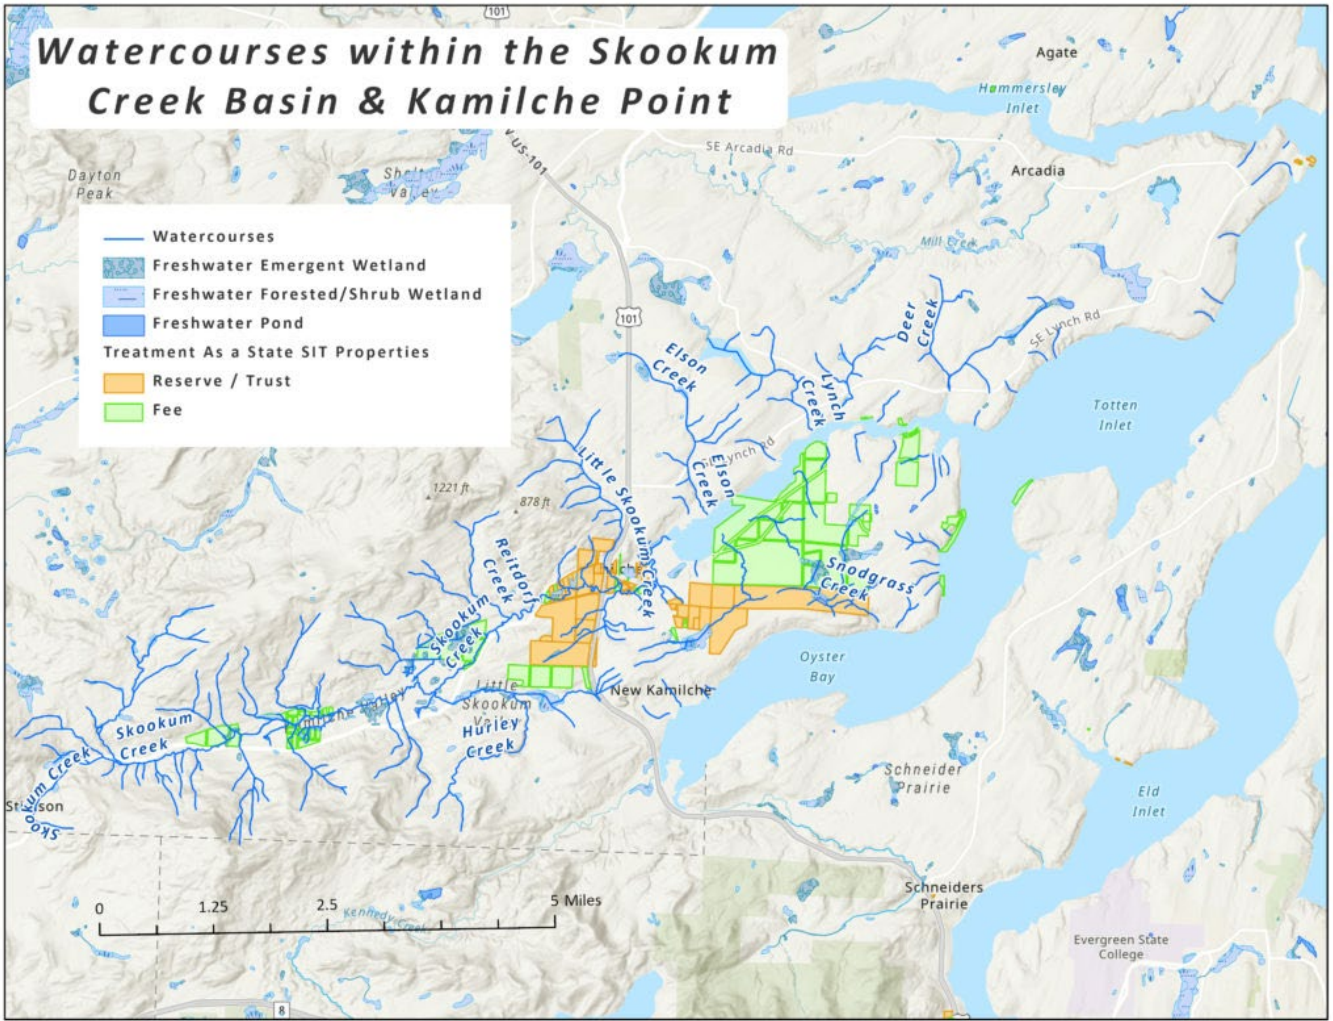 Watercourses within the Skookum
Creek Basin & Kamilche Point
101
Agate
Hammersley
Inlet
US-101
SE Arcadia Rd
Arcadia
Dayton
Peak
Valley
Mill Creek
Watercourses
Freshwater Emergent Wetland
Freshwater Forested/Shrub Wetland
Freshwater Pond
Treatment As a State SIT Properties
Reserve / Trust
Fee
101
Deer
Creek
SE Lynch Rd
Elson
Creek
Lynch
Creek
Totten
Inlet
Lynch Rd
Elson
Creek
Little Skookum Creek
1221 ft
878 ft
Reitdorf
Creek
Snodgrass
Creek
Skookum
Creek
Oyster
Bay
New Kamilche
Little
Skookum
Valley
Hurley
Creek
Skookum
Creek
Skookum Creek
Skookum
Schneider
Prairie
Eld
Inlet
Schneiders
Prairie
0
1.25
2.5
5 Miles
Kennedy Creek
Evergreen State
College
8